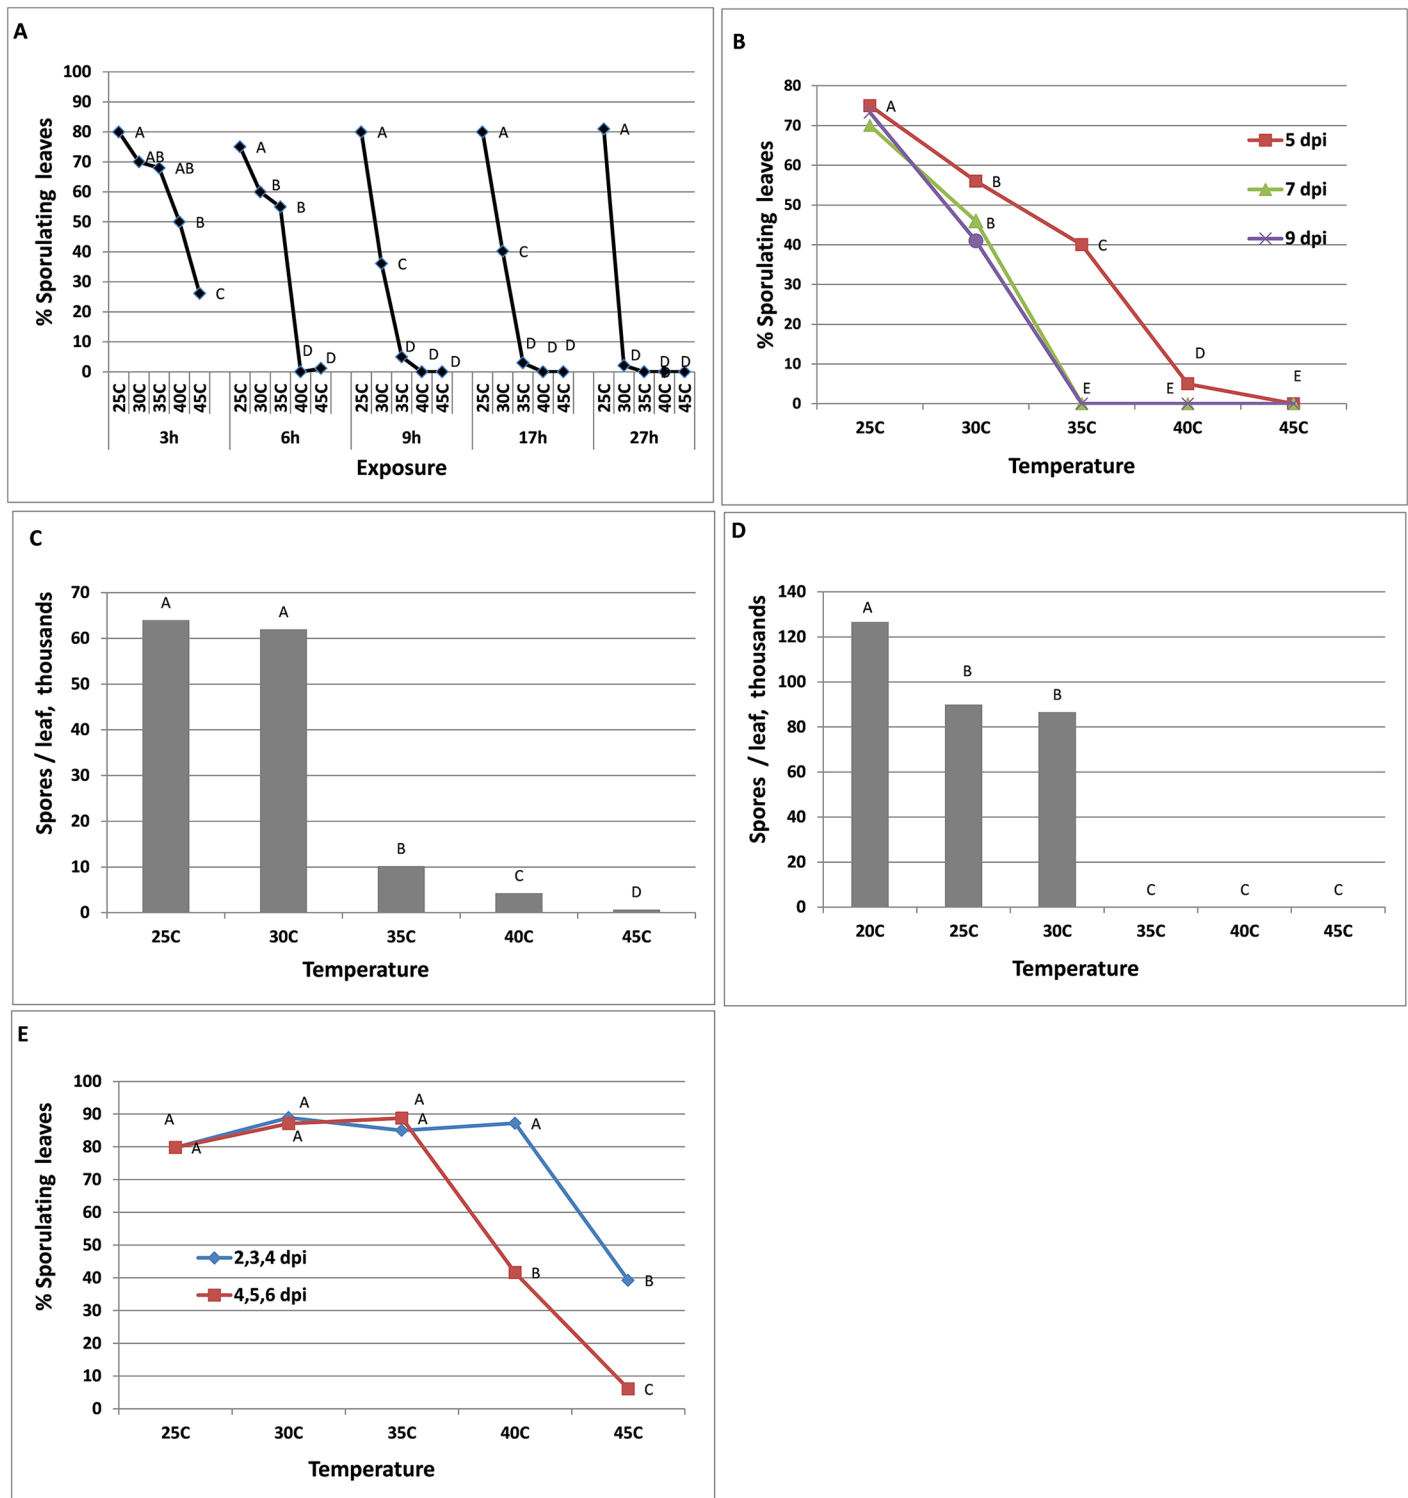 A
100
90
80
70
60
50
40
30
20
10
0
% Sporulating leaves
A
AB
AB
B
C
A
B
B
D
D
A
C
D
D
D
A
C
D
D
D
A
D
D
D
D
25C 30C 35C 40C 45C 25C 30C 35C 40C 45C 25C 30C 35C 40C 45C 25C 30C 35C 40C 45C 25C 30C 35C 40C 45C
3h 6h 9h 17h 27h
Exposure
B
80
70
60
50
40
30
20
10
0
% Sporulating leaves
A
B
B
C
D
E
E
E
5 dpi
7 dpi
9 dpi
25C 30C 35C 40C 45C
Temperature
C
70
60
50
40
30
20
10
0
Spores / leaf, thousands
A
A
B
C
D
25C 30C 35C 40C 45C
Temperature
D
140
120
100
80
60
40
20
0
Spores / leaf, thousands
A
B
B
C C C
20C 25C 30C 35C 40C 45C
Temperature
E
100
90
80
70
60
50
40
30
20
10
0
% Sporulating leaves
A
A
A
A
A
A
A
B
B
C
2,3,4 dpi
4,5,6 dpi
25C 30C 35C 40C 45C
Temperature